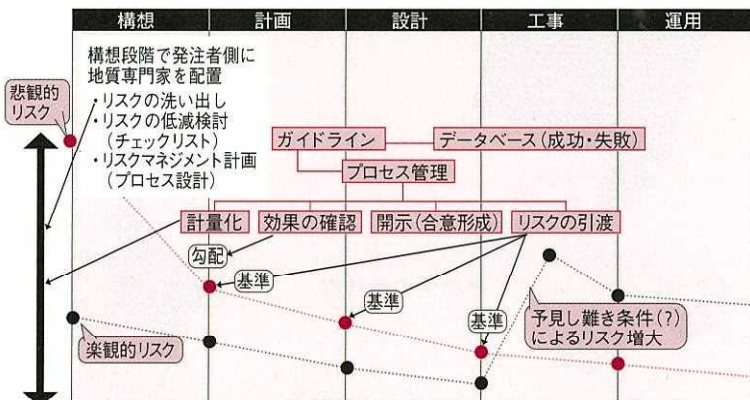 構想
計画
設計
工事
運用
構想段階で発注者側に
地質専門家を配置
・リスクの洗い出し
・リスクの低減検討
（チェックリスト）
・リスクマネジメント計画
（プロセス設計）
悲観的
リスク
ガイドライン
データベース（成功・失敗）
プロセス管理
計量化
効果の確認
開示（合意形成）
リスクの引渡
勾配
基準
基準
基準
予見し難き条件（？）
によるリスク増大
楽観的リスク